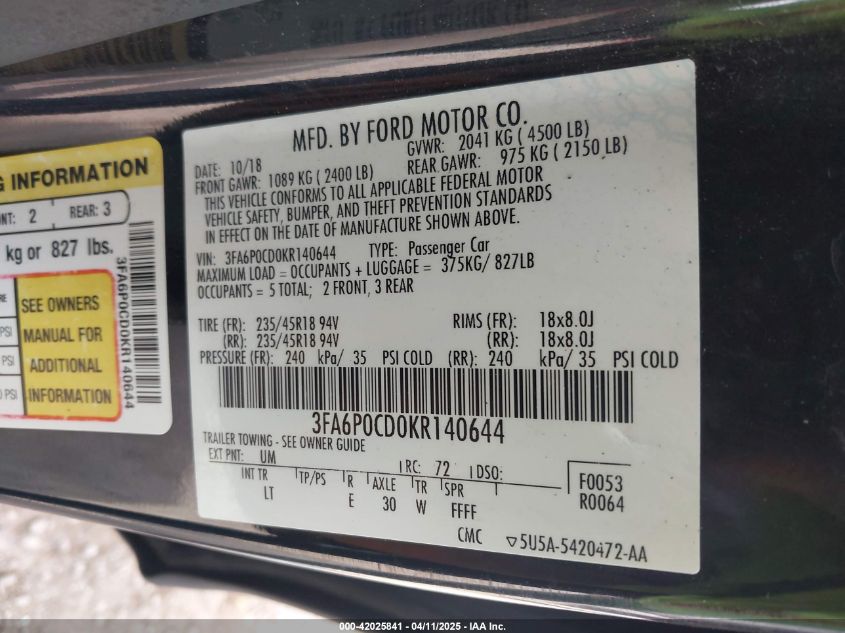 G INFORMATION
NT: 2 REAR: 3
kg or 827 lbs.
RE
PSI
PSI
0 PSI
SEE OWNERS
MANUAL FOR
ADDITIONAL
INFORMATION
3FA6P0CD0KR140644
MFD. BY FORD MOTOR CO.
DATE: 10/18 GVWR: 2041 KG ( 4500 LB)
FRONT GAWR: 1089 KG ( 2400 LB) REAR GAWR: 975 KG ( 2150 LB)
THIS VEHICLE CONFORMS TO ALL APPLICABLE FEDERAL MOTOR
VEHICLE SAFETY, BUMPER, AND THEFT PREVENTION STANDARDS
IN EFFECT ON THE DATE OF MANUFACTURE SHOWN ABOVE.
VIN: 3FA6P0CD0KR140644 TYPE: Passenger Car
MAXIMUM LOAD = OCCUPANTS + LUGGAGE = 375KG/ 827LB
OCCUPANTS = 5 TOTAL; 2 FRONT, 3 REAR
TIRE (FR): 235/45R18 94V RIMS (FR): 18x8.0J
(RR): 235/45R18 94V (RR): 18x8.0J
PRESSURE (FR): 240 kPa/ 35 PSI COLD (RR): 240 kPa/ 35 PSI COLD
3FA6P0CD0KR140644
TRAILER TOWING - SEE OWNER GUIDE
EXT PNT: UM RC: 72 DSO:
INT TR TP/PS R AXLE TR SPR F0053
LT E 30 W FFFF R0064
CMC ▽5U5A-5420472-AA
000-42025841 - 04/11/2025 - IAA Inc.